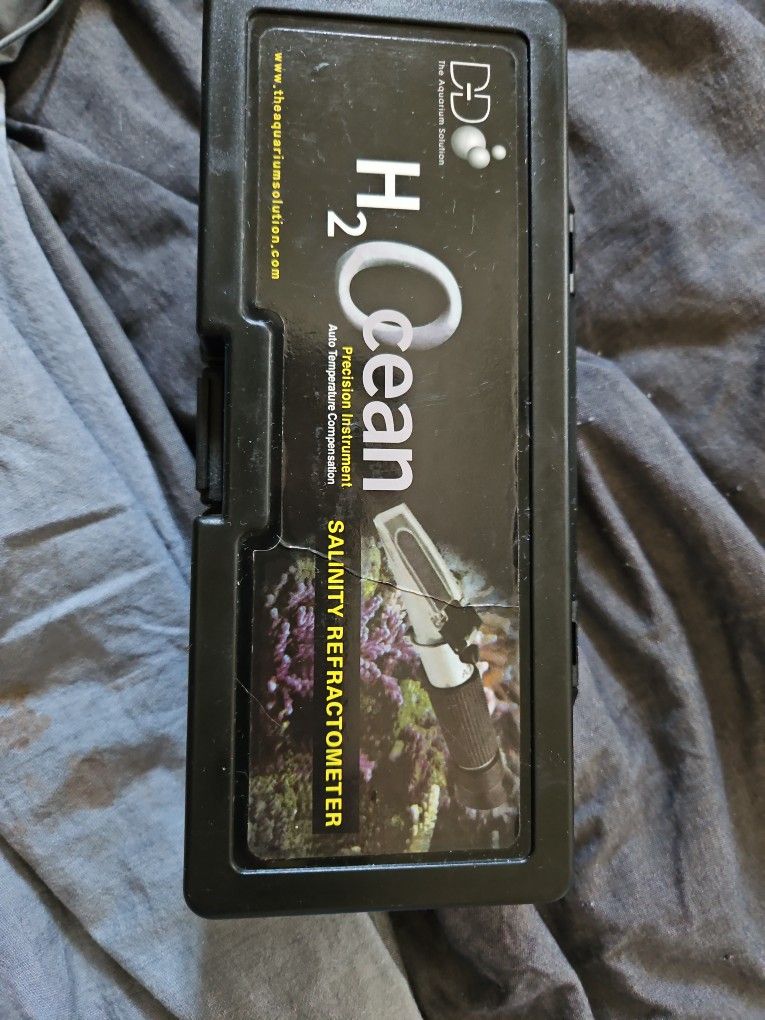 D-D
The Aquarium Solution
H2Ocean
Precision Instrument
Auto Temperature Compensation
SALINITY REFRACTOMETER
www.theaquariumsolution.com